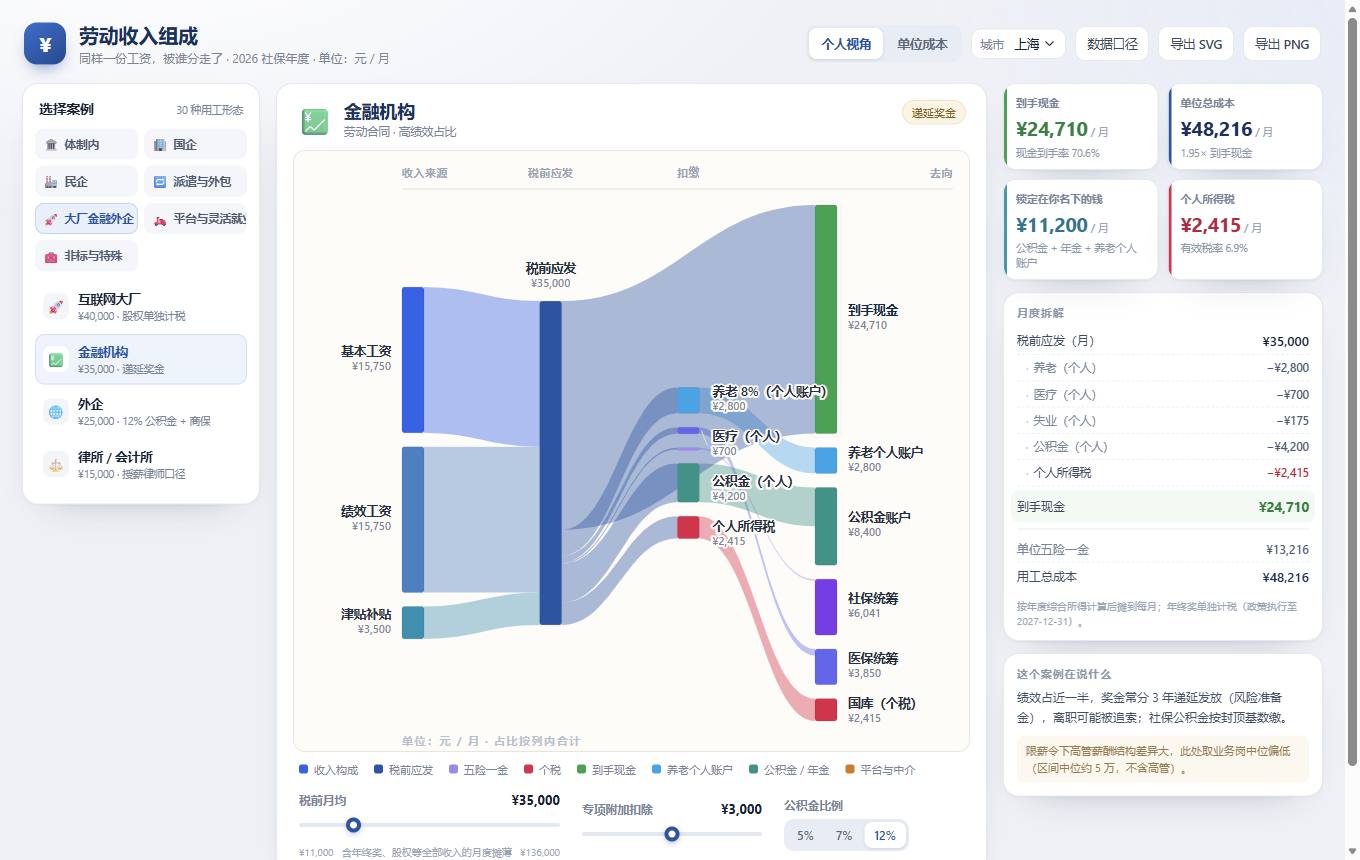 ¥
劳动收入组成
同样一份工资，被谁分走了 · 2026 社保年度 · 单位：元 / 月
个人视角
单位成本
城市 上海
数据口径
导出 SVG
导出 PNG
选择案例
30 种用工形态
体制内
国企
民企
派遣与外包
大厂金融外企
平台与灵活就业
非标与特殊
互联网大厂
¥40,000 · 股权单独计税
金融机构
¥35,000 · 递延奖金
外企
¥25,000 · 12% 公积金 + 商保
律所 / 会计所
¥15,000 · 授薪律师口径
金融机构
劳动合同 · 高绩效占比
递延奖金
收入来源
税前应发
扣缴
去向
税前应发
¥35,000
基本工资
¥15,750
绩效工资
¥15,750
津贴补贴
¥3,500
养老 8%（个人账户）
¥2,800
医疗（个人）
¥700
公积金（个人）
¥4,200
个人所得税
¥2,415
到手现金
¥24,710
养老个人账户
¥2,800
公积金账户
¥8,400
社保统筹
¥6,041
医保统筹
¥3,850
国库（个税）
¥2,415
单位：元 / 月 · 占比按列内合计
收入构成
税前应发
五险一金
个税
到手现金
养老个人账户
公积金 / 年金
平台与中介
税前月均
¥35,000
¥11,000
含年终奖、股权等全部收入的月度摊薄
¥136,000
专项附加扣除
¥3,000
公积金比例
5%
7%
12%
到手现金
¥24,710 / 月
现金到手率 70.6%
单位总成本
¥48,216 / 月
1.95× 到手现金
锁定在你名下的钱
¥11,200 / 月
公积金 + 年金 + 养老个人
账户
个人所得税
¥2,415 / 月
有效税率 6.9%
月度拆解
税前应发（月） ¥35,000
· 养老（个人） −¥2,800
· 医疗（个人） −¥700
· 失业（个人） −¥175
· 公积金（个人） −¥4,200
· 个人所得税 −¥2,415
到手现金 ¥24,710
单位五险一金 ¥13,216
用工总成本 ¥48,216
按年度综合所得计算后摊到每月；年终奖单独计税（政策执行至
2027-12-31）。
这个案例在说什么
绩效占近一半，奖金常分 3 年递延发放（风险准备
金），离职可能被追索；社保公积金按封顶基数缴。
限薪令下高管薪酬结构差异大，此处取业务岗中位偏低
（区间中位约 5 万，不含高管）。